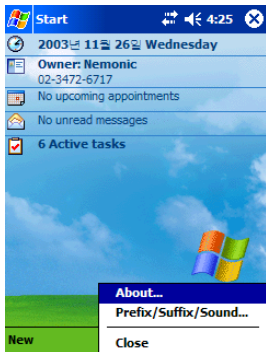 Start 4:25
2003년 11월 26일 Wednesday
Owner: Nemonic
02-3472-6717
No upcoming appointments
No unread messages
6 Active tasks
About...
Prefix/Suffix/Sound...
Close
New